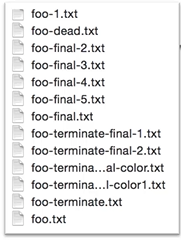 foo-1.txt
foo-dead.txt
foo-final-2.txt
foo-final-3.txt
foo-final-4.txt
foo-final-5.txt
foo-final.txt
foo-terminate-final-1.txt
foo-terminate-final-2.txt
foo-termina...al-color.txt
foo-termina...l-color1.txt
foo-terminate.txt
foo.txt